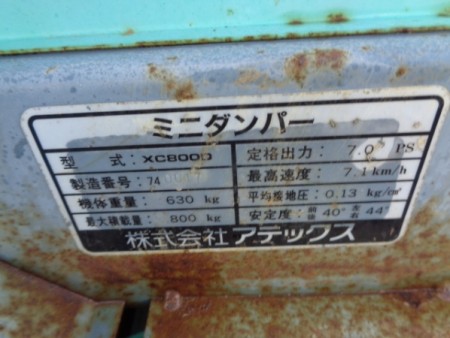 ミニダンパー
型 式: XC800D 定格出力: 7.0 PS
製造番号: 74 最高速度: 7.1km/h
機体重量: 630 kg 平均接地圧: 0.13 kg/cm²
最大積載量: 800 kg 安定度: 前後 40° 左右 44°
株式会社 アテックス